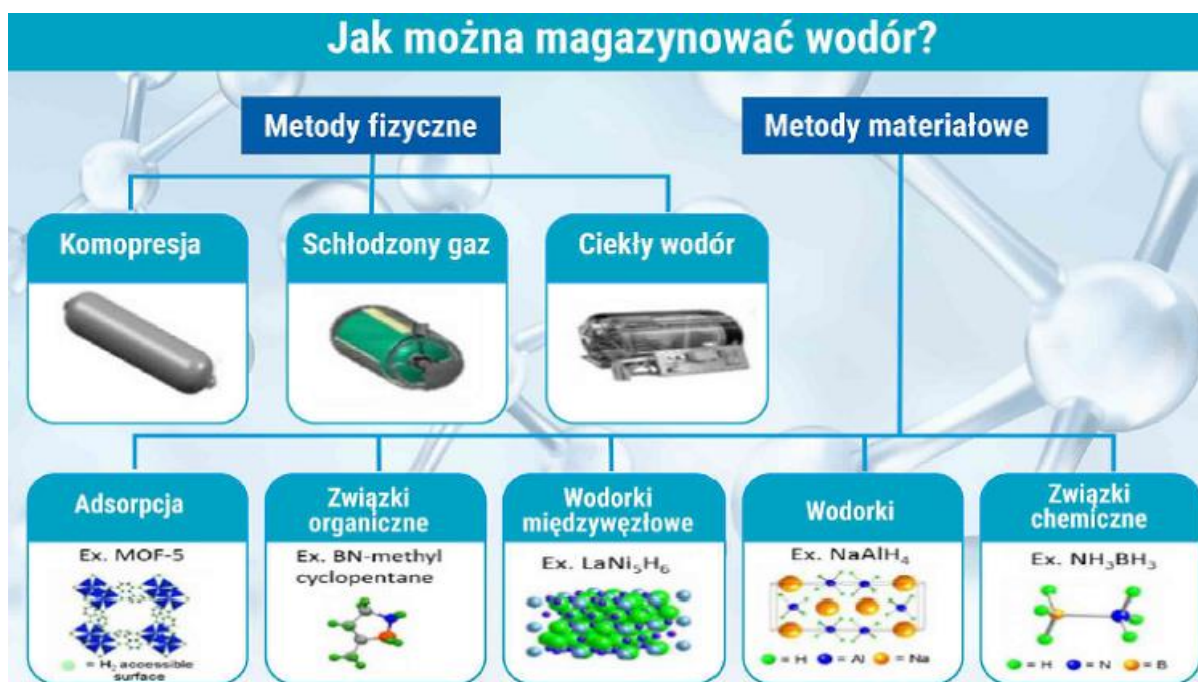 Jak można magazynować wodór?
Metody fizyczne
Metody materiałowe
Komopresja
Schłodzony gaz
Ciekły wodór
Adsorpcja
Ex. MOF-5
= H₂ accessible
surface
Związki
organiczne
Ex. BN-methyl
cyclopentane
Wodorki
międzywęzłowe
Ex. LaNi₅H₆
Wodorki
Ex. NaAlH₄
= H = Al = Na
Związki
chemiczne
Ex. NH₃BH₃
= H = N = B